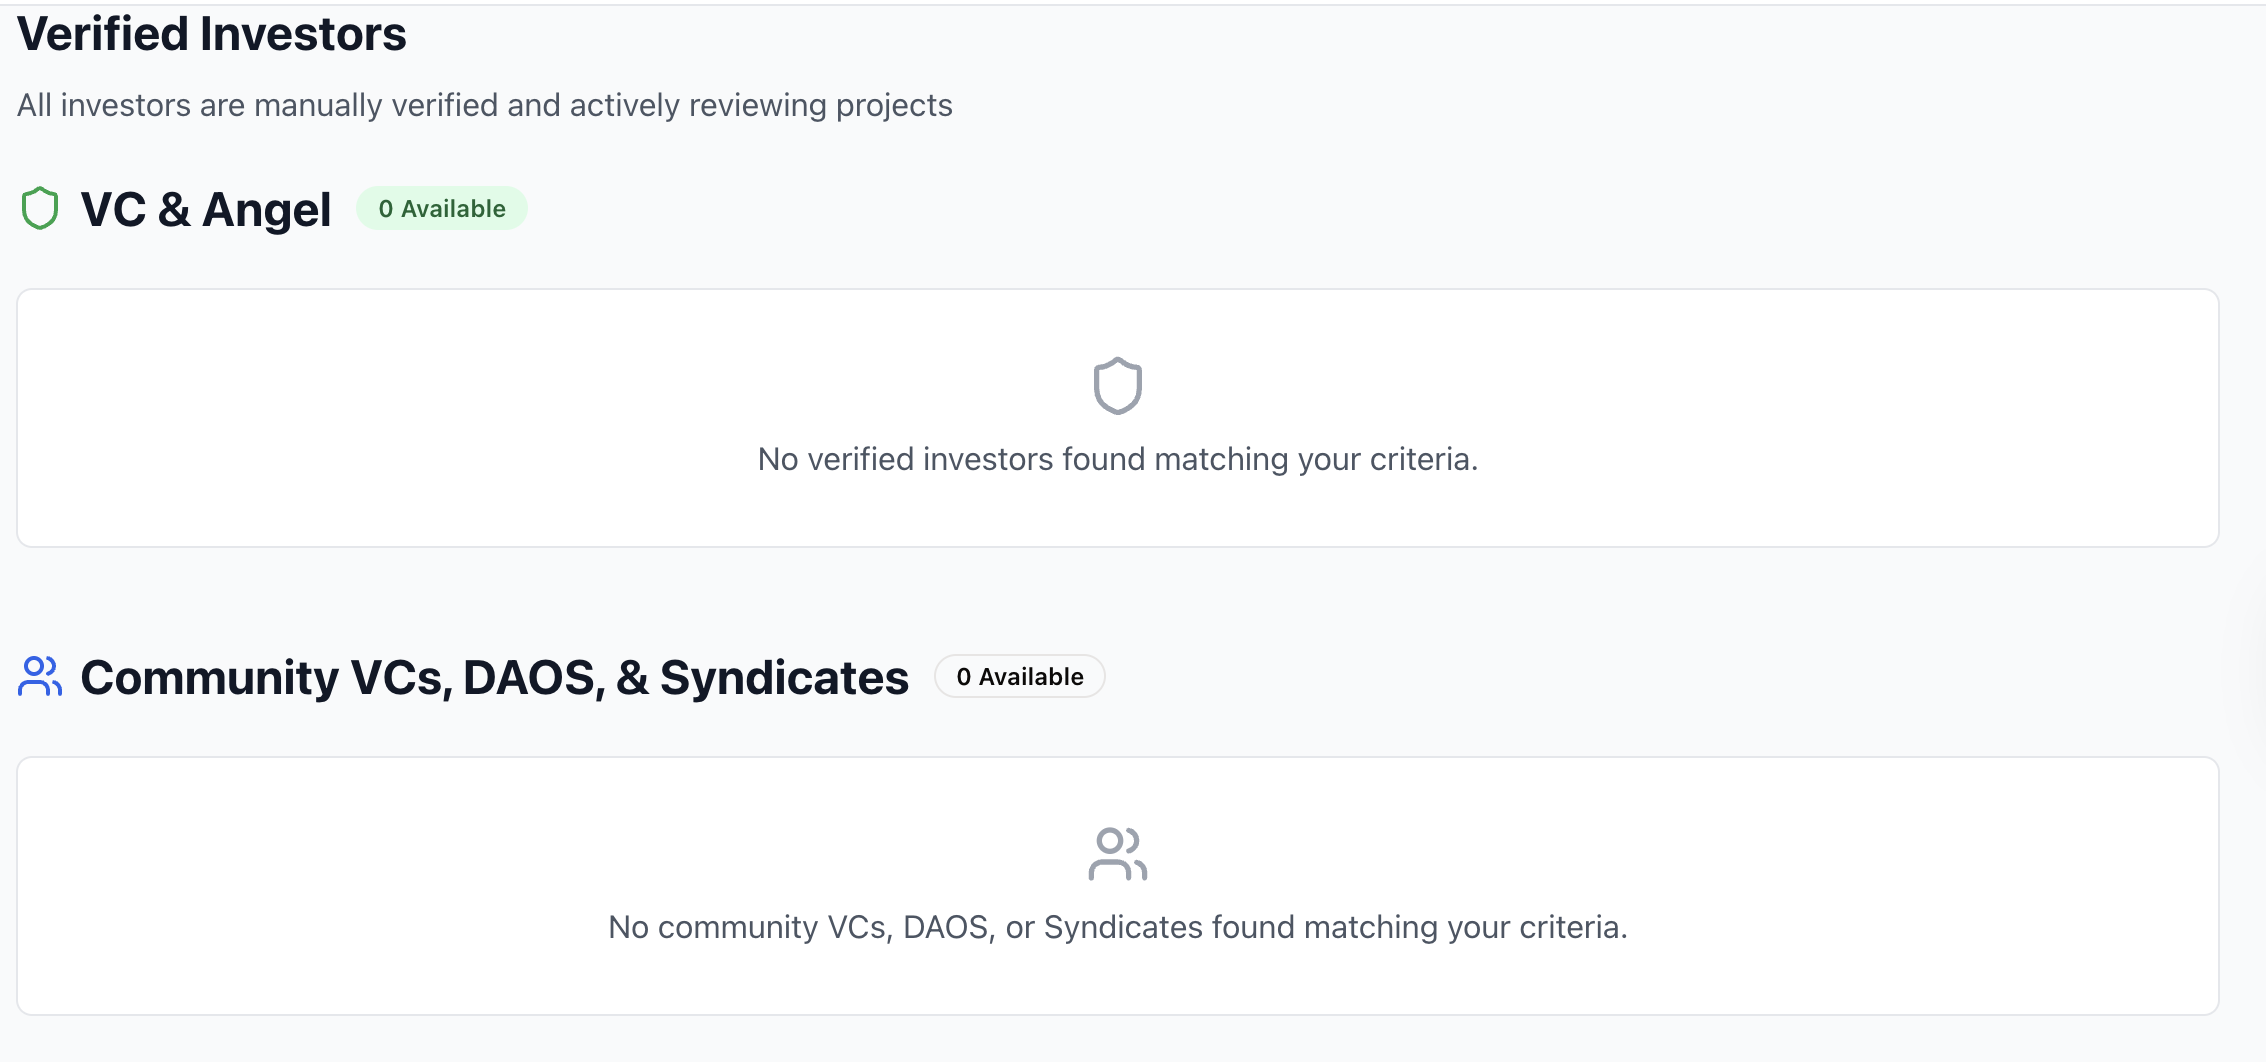 Verified Investors
All investors are manually verified and actively reviewing projects
VC & Angel
0 Available
No verified investors found matching your criteria.
Community VCs, DAOS, & Syndicates
0 Available
No community VCs, DAOS, or Syndicates found matching your criteria.